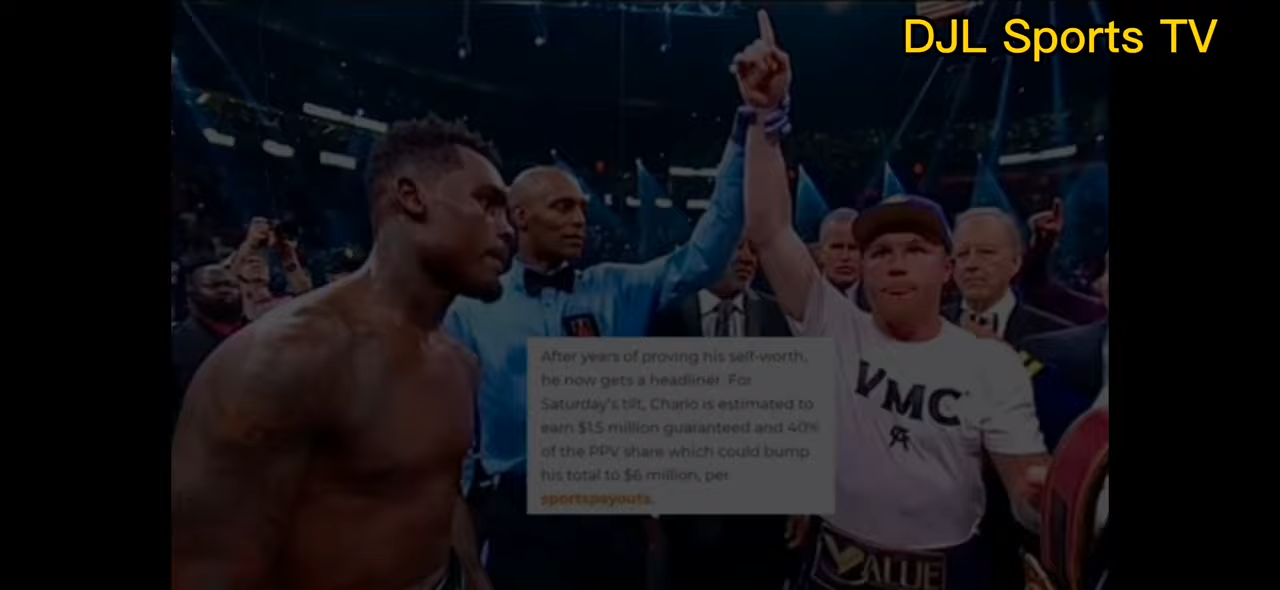 DJL Sports TV
After years of proving his self-worth,
he now gets a headliner. For
Saturday's tilt, Charlo is estimated to
earn $1.5 million guaranteed and 40%
of the PPV share which could bump
his total to $6 million, per
sportspayouts.
VMC
VALUE